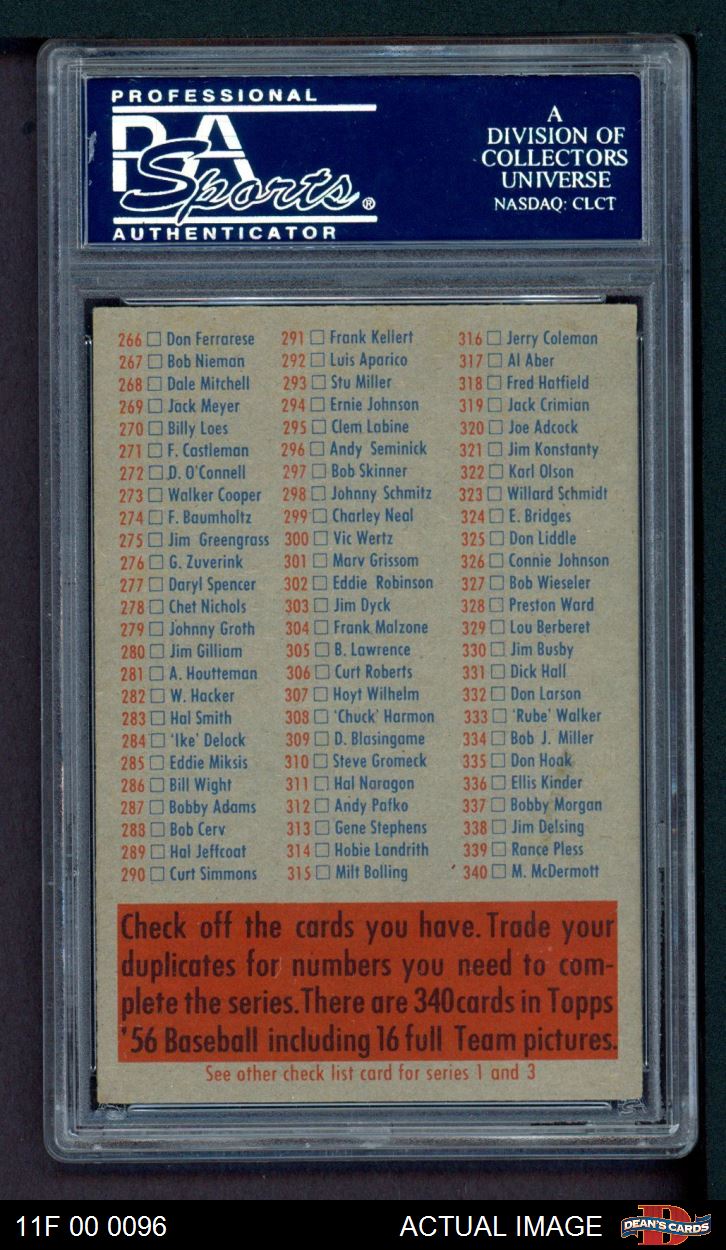 PROFESSIONAL
PSA
Sports®
AUTHENTICATOR
A
DIVISION OF
COLLECTORS
UNIVERSE
NASDAQ: CLCT
266 Don Ferrarese
267 Bob Nieman
268 Dale Mitchell
269 Jack Meyer
270 Billy Loes
271 F. Castleman
272 D. O'Connell
273 Walker Cooper
274 F. Baumholtz
275 Jim Greengrass
276 G. Zuverink
277 Daryl Spencer
278 Chet Nichols
279 Johnny Groth
280 Jim Gilliam
281 A. Houtteman
282 W. Hacker
283 Hal Smith
284 'Ike' Delock
285 Eddie Miksis
286 Bill Wight
287 Bobby Adams
288 Bob Cerv
289 Hal Jeffcoat
290 Curt Simmons
291 Frank Kellert
292 Luis Aparico
293 Stu Miller
294 Ernie Johnson
295 Clem Labine
296 Andy Seminick
297 Bob Skinner
298 Johnny Schmitz
299 Charley Neal
300 Vic Wertz
301 Marv Grissom
302 Eddie Robinson
303 Jim Dyck
304 Frank Malzone
305 B. Lawrence
306 Curt Roberts
307 Hoyt Wilhelm
308 'Chuck' Harmon
309 D. Blasingame
310 Steve Gromeck
311 Hal Naragon
312 Andy Pafko
313 Gene Stephens
314 Hobie Landrith
315 Milt Bolling
316 Jerry Coleman
317 Al Aber
318 Fred Hatfield
319 Jack Crimian
320 Joe Adcock
321 Jim Konstanty
322 Karl Olson
323 Willard Schmidt
324 E. Bridges
325 Don Liddle
326 Connie Johnson
327 Bob Wieseler
328 Preston Ward
329 Lou Berberet
330 Jim Busby
331 Dick Hall
332 Don Larson
333 'Rube' Walker
334 Bob J. Miller
335 Don Hoak
336 Ellis Kinder
337 Bobby Morgan
338 Jim Delsing
339 Rance Pless
340 M. McDermott
Check off the cards you have. Trade your
duplicates for numbers you need to com-
plete the series. There are 340 cards in Topps
'56 Baseball including 16 full Team pictures.
See other check list card for series 1 and 3
11F 00 0096
ACTUAL IMAGE
D
DEAN'S CARDS